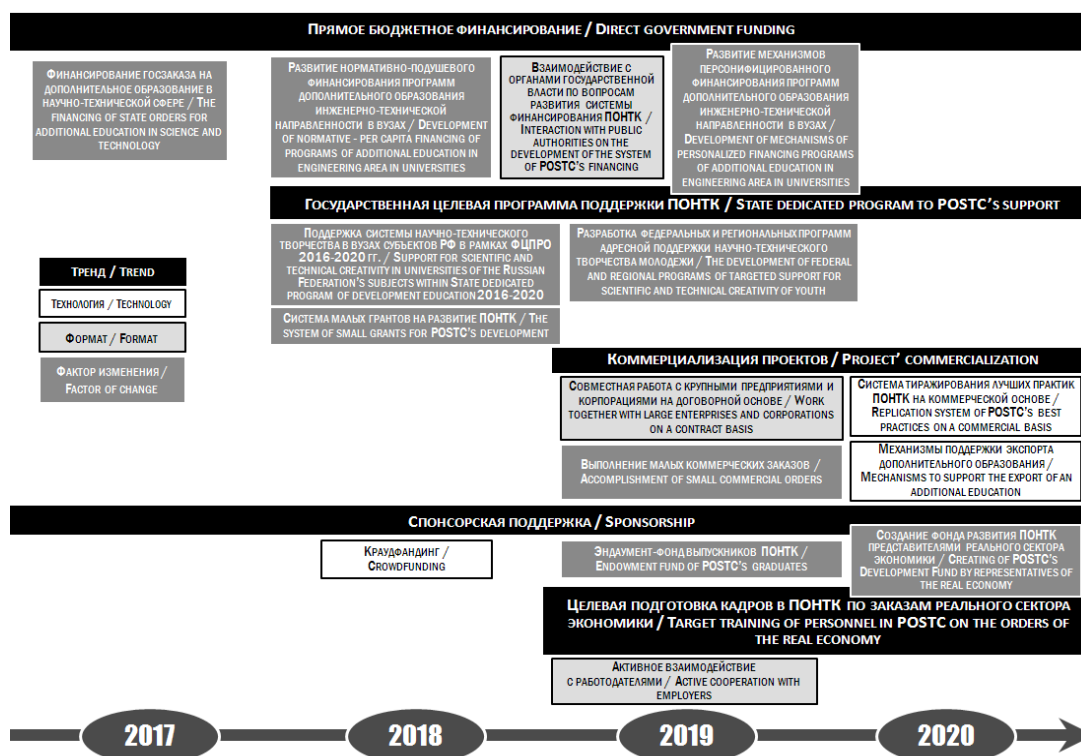 ПРЯМОЕ БЮДЖЕТНОЕ ФИНАНСИРОВАНИЕ / DIRECT GOVERNMENT FUNDING
ФИНАНСИРОВАНИЕ ГОСЗАКАЗА НА
ДОПОЛНИТЕЛЬНОЕ ОБРАЗОВАНИЕ В
НАУЧНО-ТЕХНИЧЕСКОЙ СФЕРЕ / THE
FINANCING OF STATE ORDERS FOR
ADDITIONAL EDUCATION IN SCIENCE AND
TECHNOLOGY
РАЗВИТИЕ НОРМАТИВНО-ПОДУШЕВОГО
ФИНАНСИРОВАНИЯ ПРОГРАММ
ДОПОЛНИТЕЛЬНОГО ОБРАЗОВАНИЯ
ИНЖЕНЕРНО-ТЕХНИЧЕСКОЙ
НАПРАВЛЕННОСТИ В ВУЗАХ / DEVELOPMENT
OF NORMATIVE - PER CAPITA FINANCING OF
PROGRAMS OF ADDITIONAL EDUCATION IN
ENGINEERING AREA IN UNIVERSITIES
ВЗАИМОДЕЙСТВИЕ С
ОРГАНАМИ ГОСУДАРСТВЕННОЙ
ВЛАСТИ ПО ВОПРОСАМ
РАЗВИТИЯ СИСТЕМЫ
ФИНАНСИРОВАНИЯ ПОНТК /
INTERACTION WITH PUBLIC
AUTHORITIES ON THE
DEVELOPMENT OF THE SYSTEM
OF POSTC'S FINANCING
РАЗВИТИЕ МЕХАНИЗМОВ
ПЕРСОНИФИЦИРОВАННОГО
ФИНАНСИРОВАНИЯ ПРОГРАММ
ДОПОЛНИТЕЛЬНОГО ОБРАЗОВАНИЯ
ИНЖЕНЕРНО-ТЕХНИЧЕСКОЙ
НАПРАВЛЕННОСТИ В ВУЗАХ /
DEVELOPMENT OF MECHANISMS OF
PERSONALIZED FINANCING PROGRAMS
OF ADDITIONAL EDUCATION IN
ENGINEERING AREA IN UNIVERSITIES
ГОСУДАРСТВЕННАЯ ЦЕЛЕВАЯ ПРОГРАММА ПОДДЕРЖКИ ПОНТК / STATE DEDICATED PROGRAM TO POSTC'S SUPPORT
ПОДДЕРЖКА СИСТЕМЫ НАУЧНО-ТЕХНИЧЕСКОГО
ТВОРЧЕСТВА В ВУЗАХ СУБЪЕКТОВ РФ В РАМКАХ ФЦПРО
2016-2020 ГГ. / SUPPORT FOR SCIENTIFIC AND
TECHNICAL CREATIVITY IN UNIVERSITIES OF THE RUSSIAN
FEDERATION'S SUBJECTS WITHIN STATE DEDICATED
PROGRAM OF DEVELOPMENT EDUCATION 2016-2020
РАЗРАБОТКА ФЕДЕРАЛЬНЫХ И РЕГИОНАЛЬНЫХ ПРОГРАММ
АДРЕСНОЙ ПОДДЕРЖКИ НАУЧНО-ТЕХНИЧЕСКОГО
ТВОРЧЕСТВА МОЛОДЕЖИ / THE DEVELOPMENT OF FEDERAL
AND REGIONAL PROGRAMS OF TARGETED SUPPORT FOR
SCIENTIFIC AND TECHNICAL CREATIVITY OF YOUTH
СИСТЕМА МАЛЫХ ГРАНТОВ НА РАЗВИТИЕ ПОНТК / THE
SYSTEM OF SMALL GRANTS FOR POSTC'S DEVELOPMENT
ТРЕНД / TREND
ТЕХНОЛОГИЯ / TECHNOLOGY
ФОРМАТ / FORMAT
ФАКТОР ИЗМЕНЕНИЯ /
FACTOR OF CHANGE
КОММЕРЦИАЛИЗАЦИЯ ПРОЕКТОВ / PROJECT' COMMERCIALIZATION
СОВМЕСТНАЯ РАБОТА С КРУПНЫМИ ПРЕДПРИЯТИЯМИ И
КОРПОРАЦИЯМИ НА ДОГОВОРНОЙ ОСНОВЕ / WORK
TOGETHER WITH LARGE ENTERPRISES AND CORPORATIONS
ON A CONTRACT BASIS
СИСТЕМА ТИРАЖИРОВАНИЯ ЛУЧШИХ ПРАКТИК
ПОНТК НА КОММЕРЧЕСКОЙ ОСНОВЕ /
REPLICATION SYSTEM OF POSTC'S BEST
PRACTICES ON A COMMERCIAL BASIS
ВЫПОЛНЕНИЕ МАЛЫХ КОММЕРЧЕСКИХ ЗАКАЗОВ /
ACCOMPLISHMENT OF SMALL COMMERCIAL ORDERS
МЕХАНИЗМЫ ПОДДЕРЖКИ ЭКСПОРТА
ДОПОЛНИТЕЛЬНОГО ОБРАЗОВАНИЯ /
MECHANISMS TO SUPPORT THE EXPORT OF AN
ADDITIONAL EDUCATION
СПОНСОРСКАЯ ПОДДЕРЖКА / SPONSORSHIP
КРАУДФАНДИНГ /
CROWDFUNDING
ЭНДАУМЕНТ-ФОНД ВЫПУСКНИКОВ ПОНТК /
ENDOWMENT FUND OF POSTC'S GRADUATES
СОЗДАНИЕ ФОНДА РАЗВИТИЯ ПОНТК
ПРЕДСТАВИТЕЛЯМИ РЕАЛЬНОГО СЕКТОРА
ЭКОНОМИКИ / CREATING OF POSTC'S
DEVELOPMENT FUND BY REPRESENTATIVES OF
THE REAL ECONOMY
ЦЕЛЕВАЯ ПОДГОТОВКА КАДРОВ В ПОНТК ПО ЗАКАЗАМ РЕАЛЬНОГО СЕКТОРА
ЭКОНОМИКИ / TARGET TRAINING OF PERSONNEL IN POSTC ON THE ORDERS OF
THE REAL ECONOMY
АКТИВНОЕ ВЗАИМОДЕЙСТВИЕ
С РАБОТОДАТЕЛЯМИ / ACTIVE COOPERATION WITH
EMPLOYERS
2017
2018
2019
2020